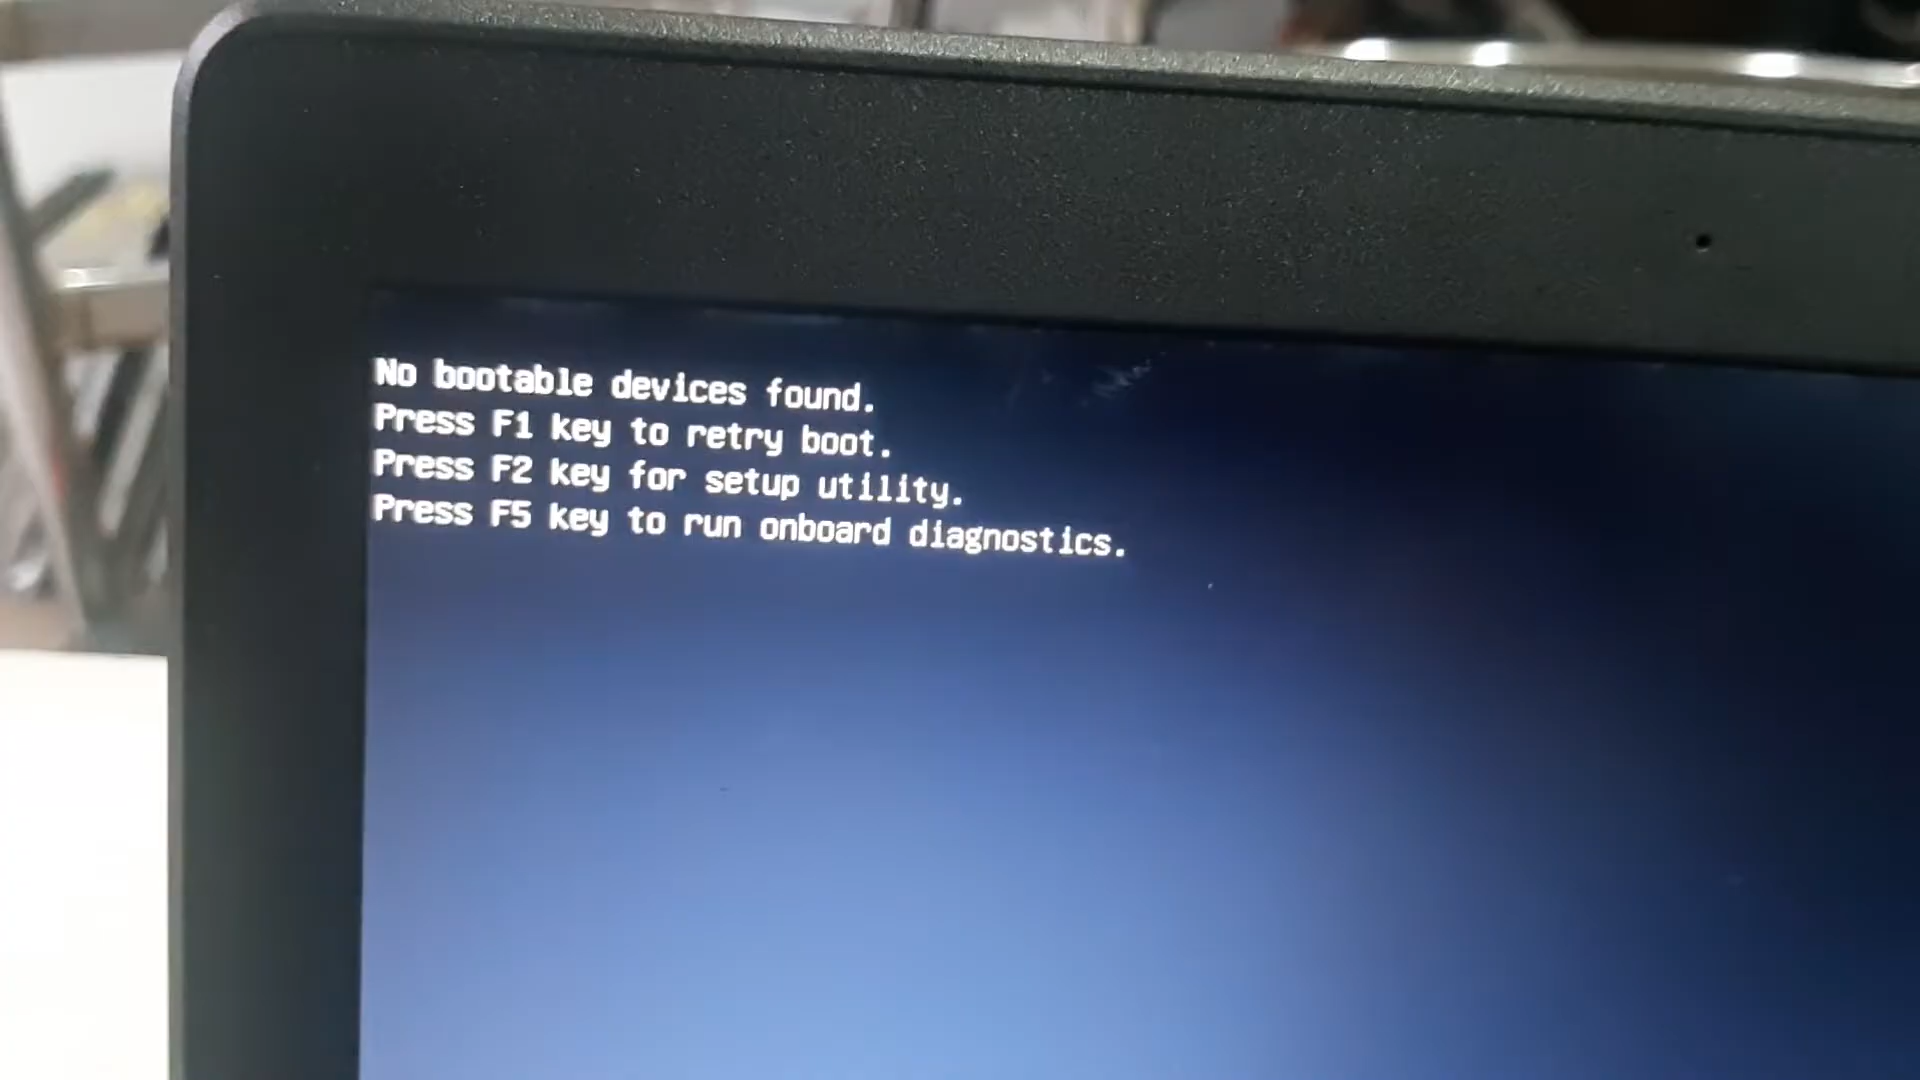 No bootable devices found.
Press F1 key to retry boot.
Press F2 key for setup utility.
Press F5 key to run onboard diagnostics.